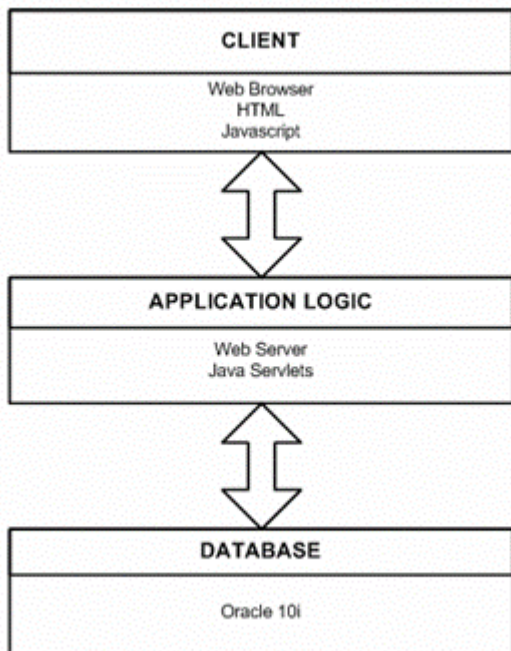 CLIENT
Web Browser
HTML
Javascript
APPLICATION LOGIC
Web Server
Java Servlets
DATABASE
Oracle 10i